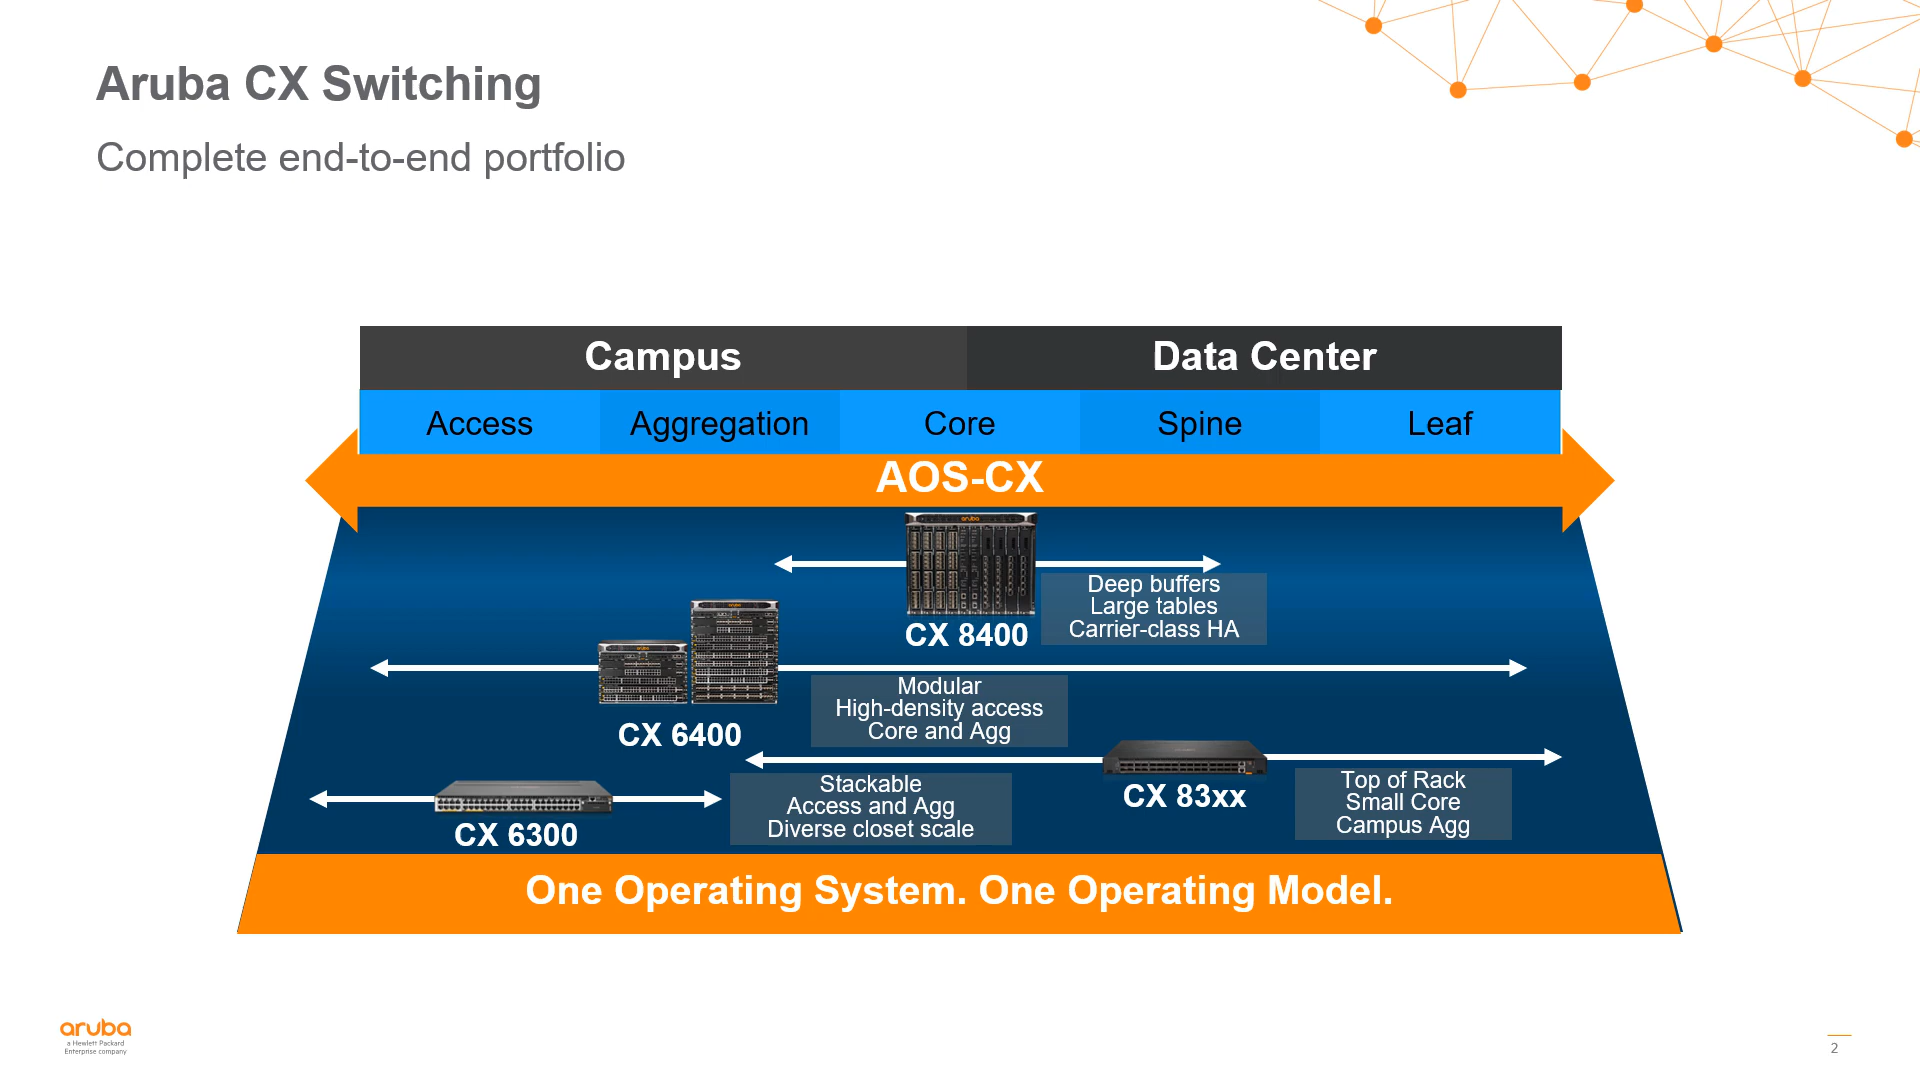 Aruba CX Switching
Complete end-to-end portfolio
Campus
Data Center
Access
Aggregation
Core
Spine
Leaf
AOS-CX
aruba
Deep buffers
Large tables
Carrier-class HA
CX 8400
aruba
aruba
Modular
High-density access
Core and Agg
CX 6400
Stackable
Access and Agg
Diverse closet scale
CX 83xx
Top of Rack
Small Core
Campus Agg
CX 6300
One Operating System. One Operating Model.
aruba
a Hewlett Packard
Enterprise company
2